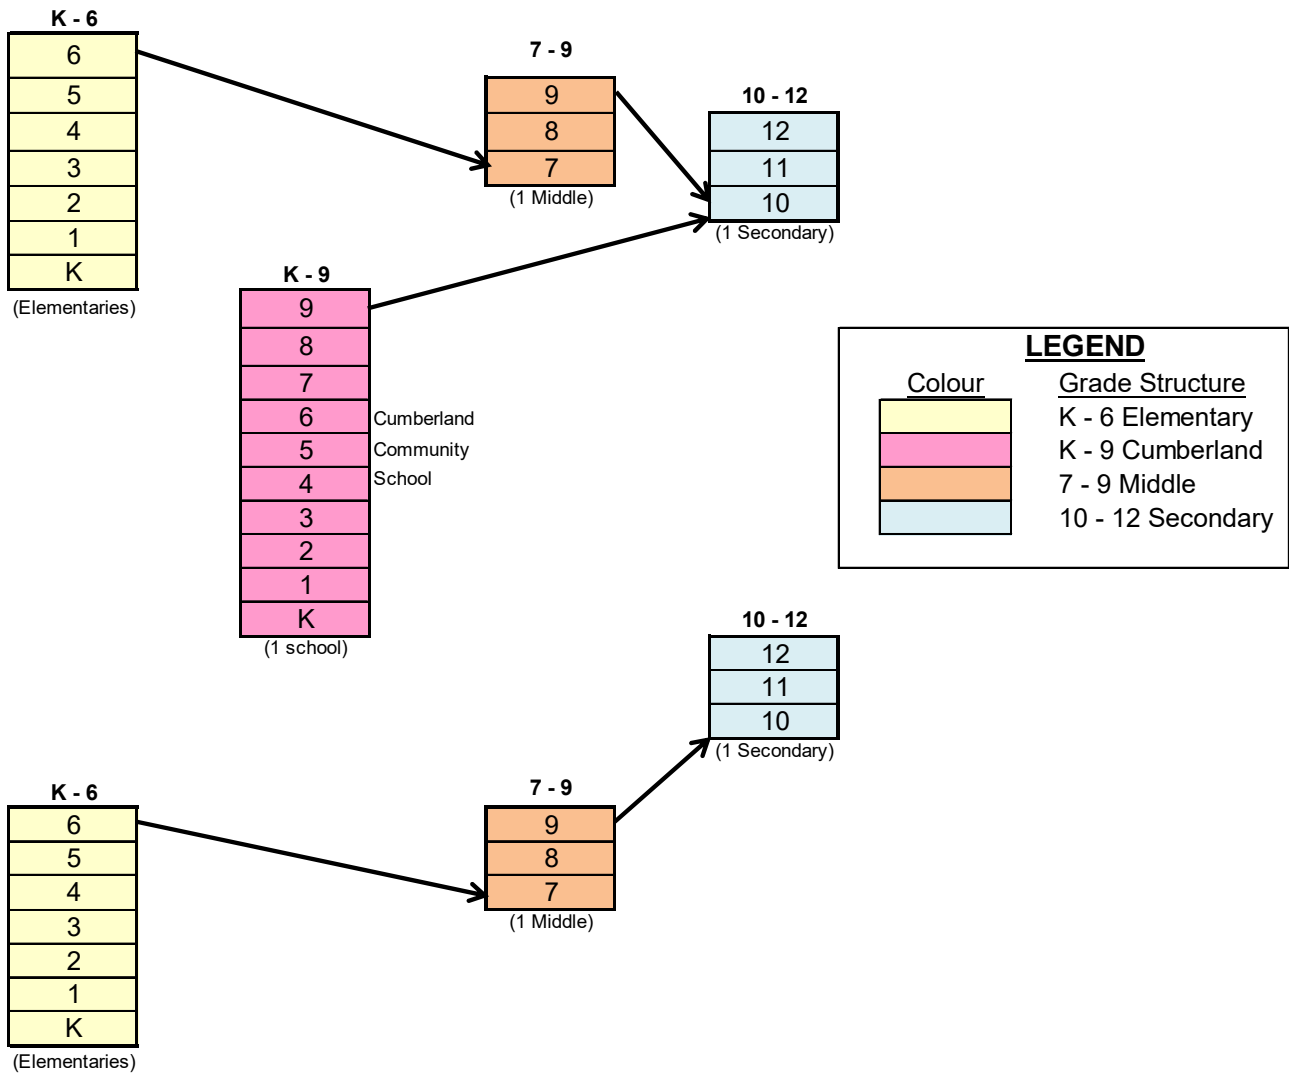 K - 6
6
5
4
3
2
1
K
(Elementaries)
7 - 9
9
8
7
(1 Middle)
10 - 12
12
11
10
(1 Secondary)
K - 9
9
8
7
6
5
4
3
2
1
K
(1 school)
Cumberland
Community
School
LEGEND
Colour Grade Structure
K - 6 Elementary
K - 9 Cumberland
7 - 9 Middle
10 - 12 Secondary
10 - 12
12
11
10
(1 Secondary)
K - 6
6
5
4
3
2
1
K
(Elementaries)
7 - 9
9
8
7
(1 Middle)